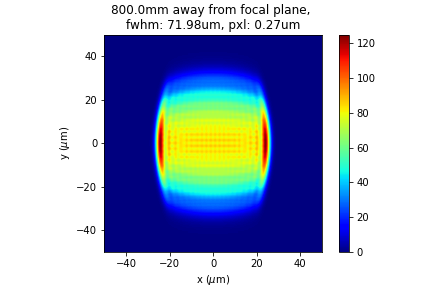 800.0mm away from focal plane,
fwhm: 71.98um, pxl: 0.27um
40
20
0
−20
−40
y (μm)
−40 −20 0 20 40
x (μm)
120
100
80
60
40
20
0